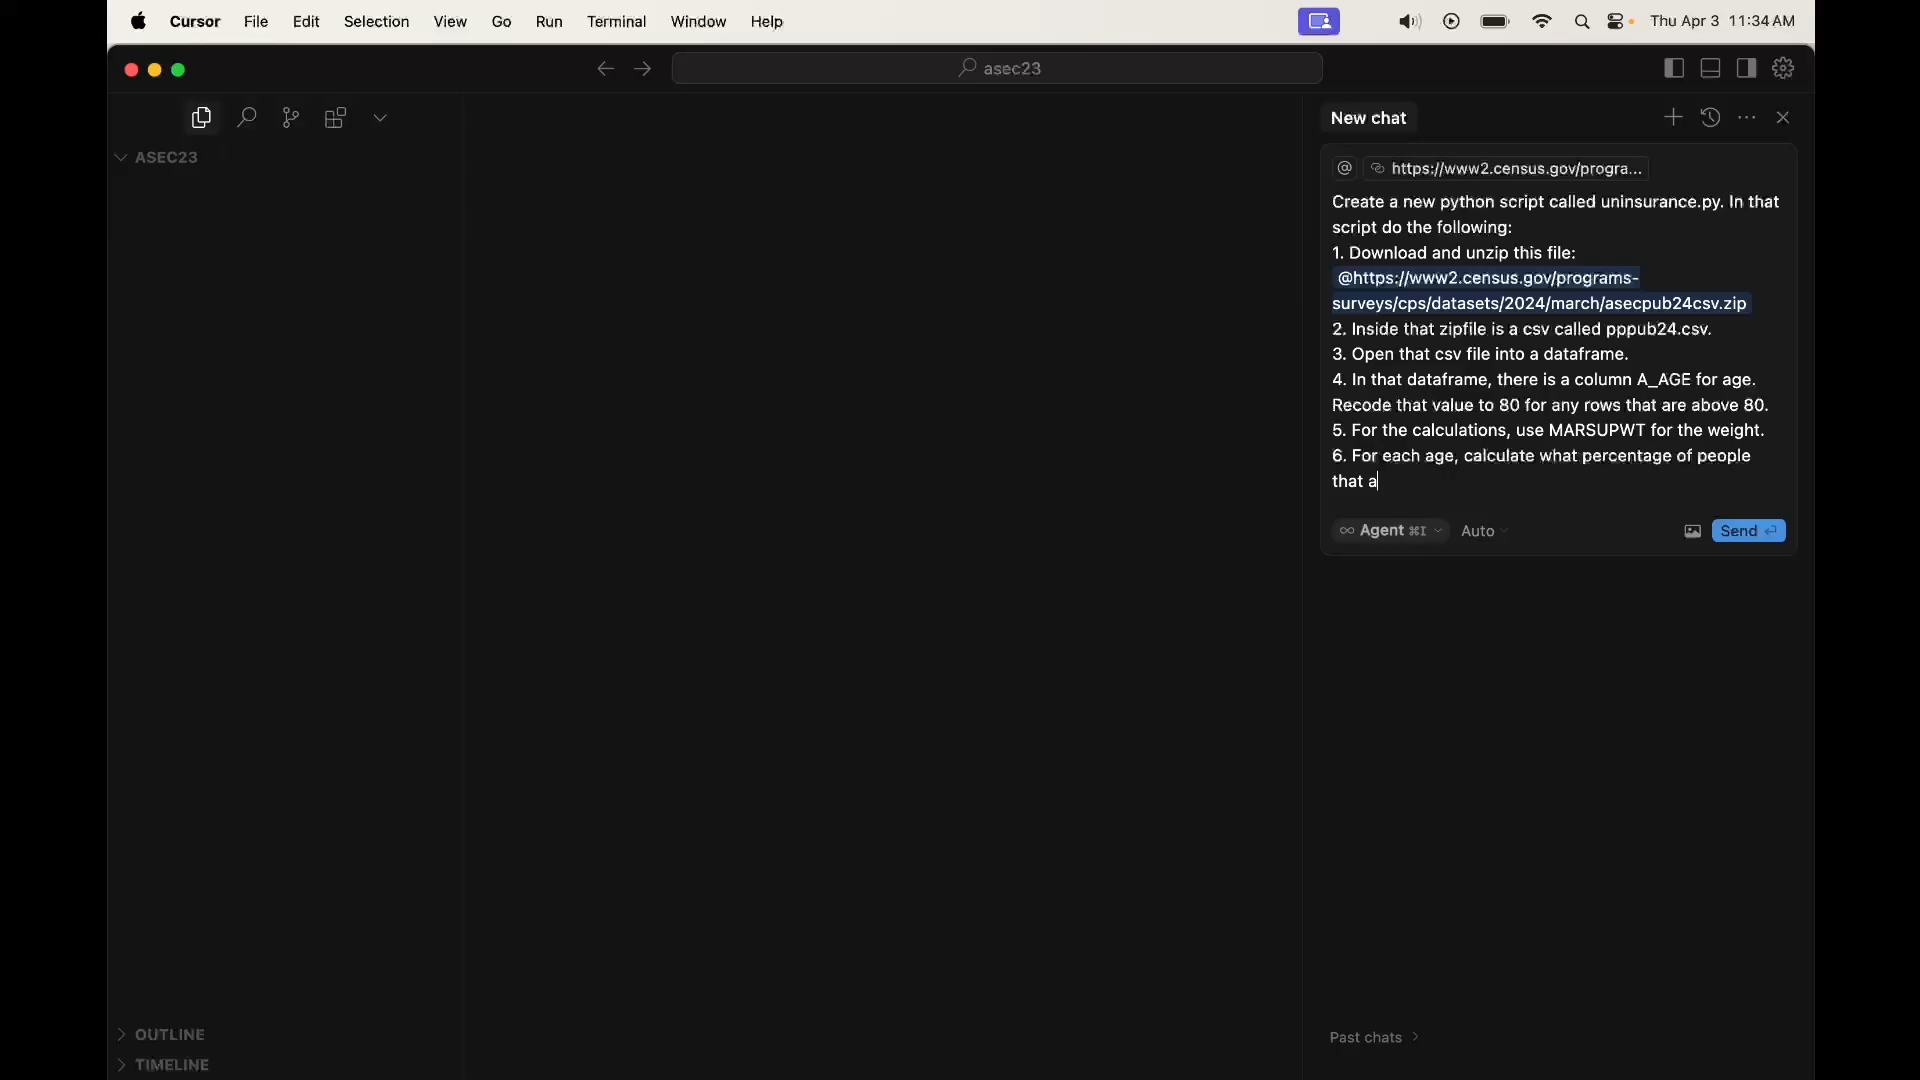 Cursor File Edit Selection View Go Run Terminal Window Help Thu Apr 3 11:34 AM
asec23
New chat
ASEC23
@ https://www2.census.gov/progra...
Create a new python script called uninsurance.py. In that
script do the following:
1. Download and unzip this file:
@https://www2.census.gov/programs-
surveys/cps/datasets/2024/march/asecpub24csv.zip
2. Inside that zipfile is a csv called pppub24.csv.
3. Open that csv file into a dataframe.
4. In that dataframe, there is a column A_AGE for age.
Recode that value to 80 for any rows that are above 80.
5. For the calculations, use MARSUPWT for the weight.
6. For each age, calculate what percentage of people
that a
∞ Agent ⌘I Auto Send ⏎
OUTLINE
Past chats
TIMELINE